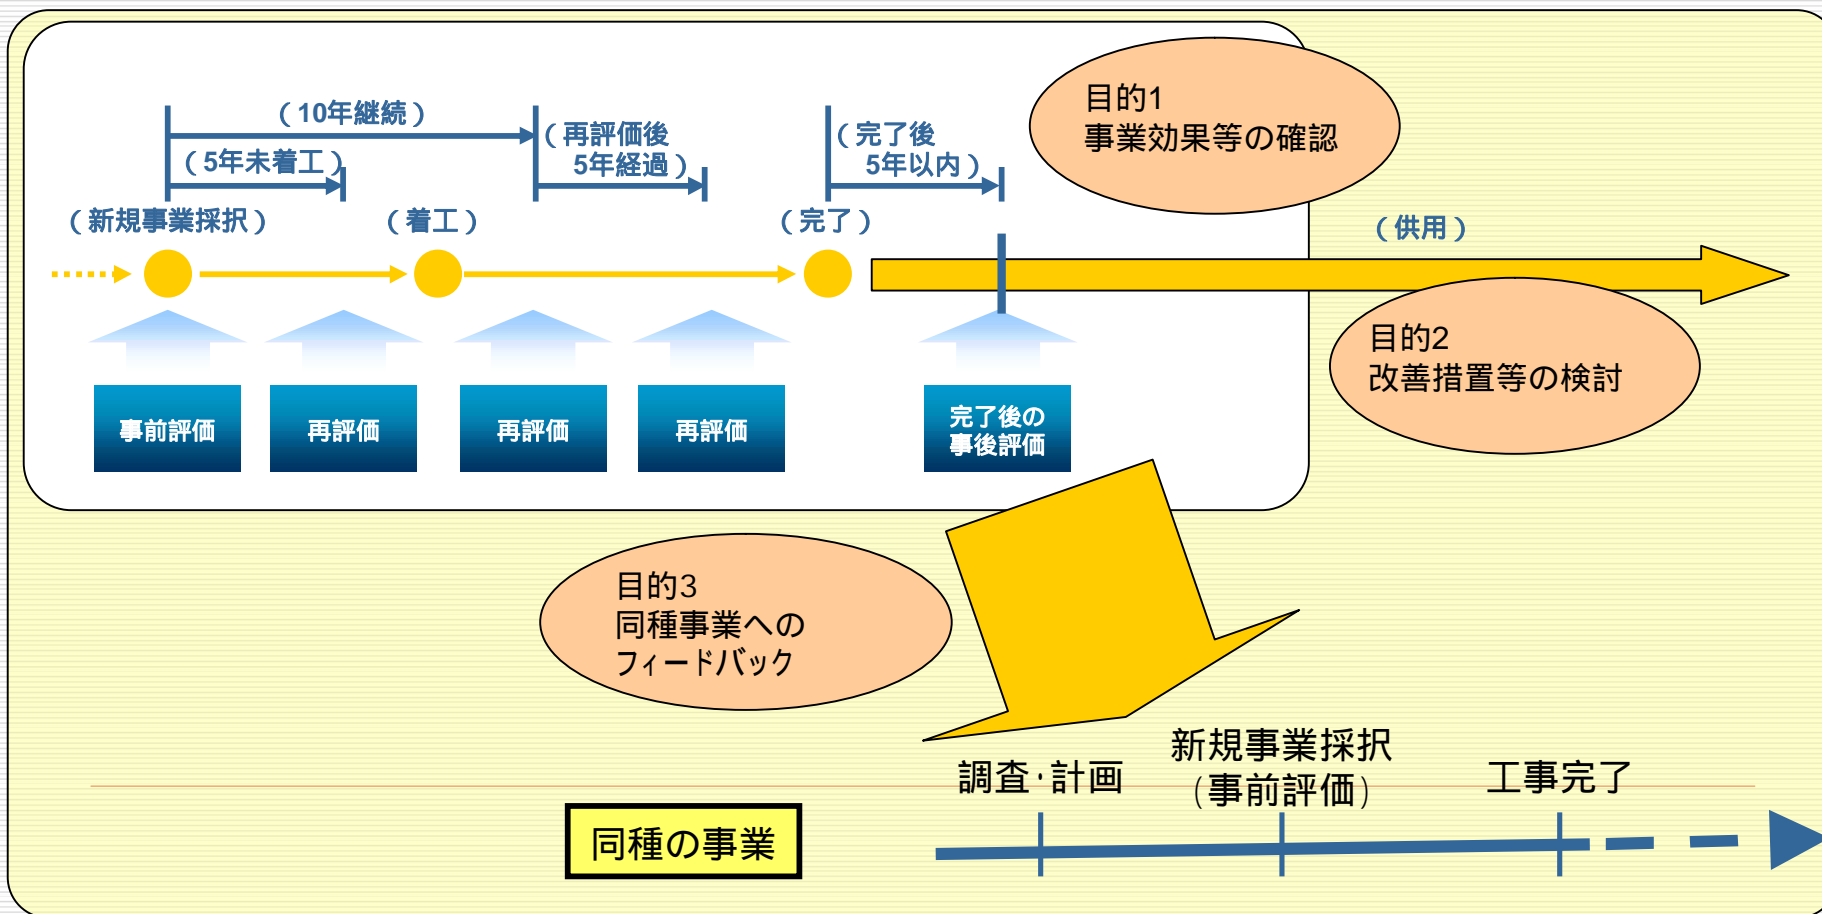 目的1
事業効果等の確認
（10年継続）
（5年未着工）
（再評価後
5年経過）
（完了後
5年以内）
（新規事業採択）
（着工）
（完了）
（供用）
目的2
改善措置等の検討
事前評価
再評価
再評価
再評価
完了後の
事後評価
目的3
同種事業への
フィードバック
調査・計画
新規事業採択
（事前評価）
工事完了
同種の事業